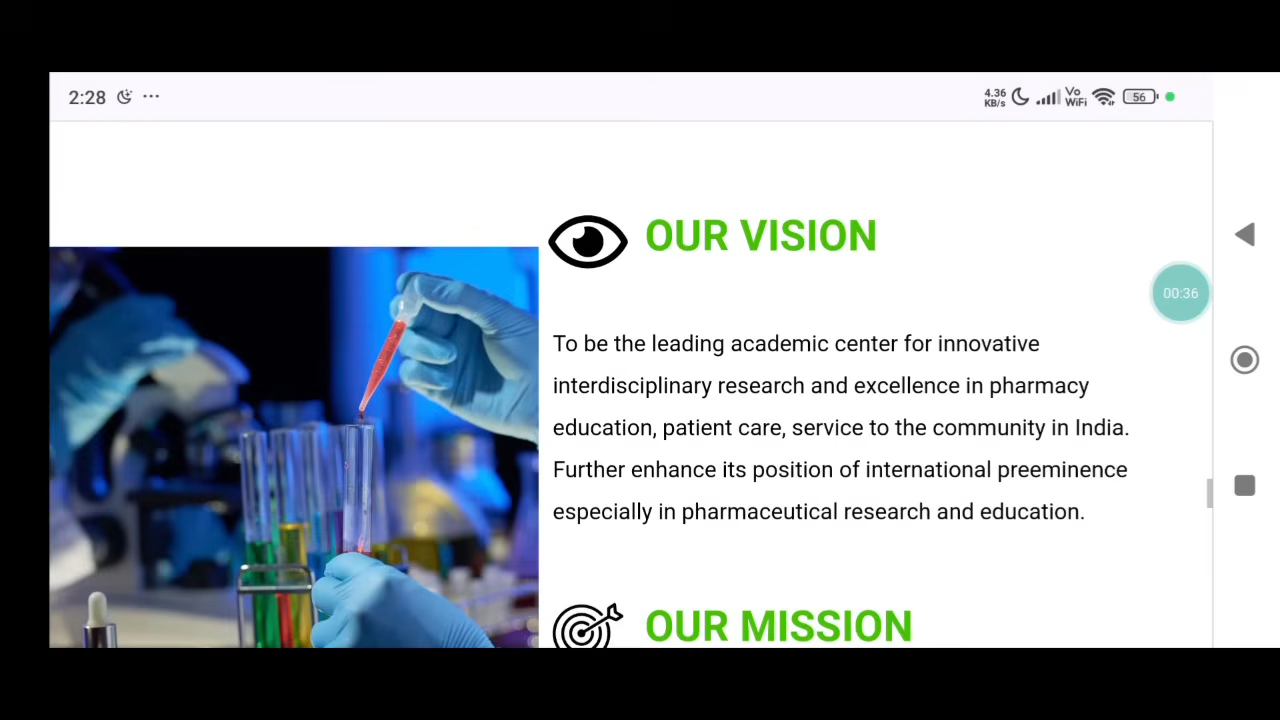 2:28 ...
4.36
KB/s
Vo
WiFi
56
OUR VISION
00:36
To be the leading academic center for innovative
interdisciplinary research and excellence in pharmacy
education, patient care, service to the community in India.
Further enhance its position of international preeminence
especially in pharmaceutical research and education.
OUR MISSION